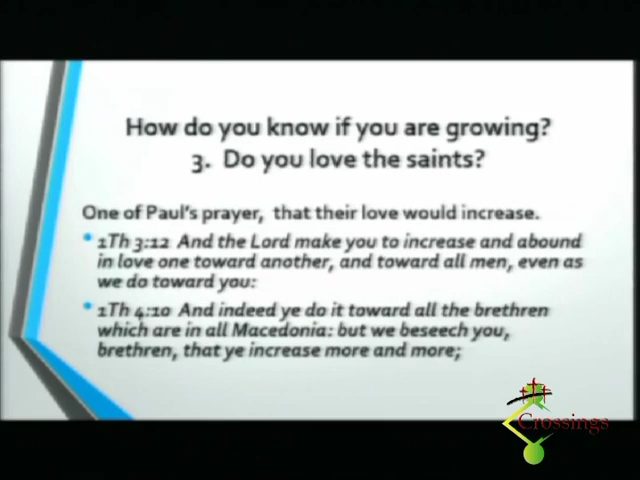 How do you know if you are growing?
3. Do you love the saints?
One of Paul's prayer, that their love would increase.
• 1Th 3:12 And the Lord make you to increase and abound
in love one toward another, and toward all men, even as
we do toward you:
• 1Th 4:10 And indeed ye do it toward all the brethren
which are in all Macedonia: but we beseech you,
brethren, that ye increase more and more;
Crossings